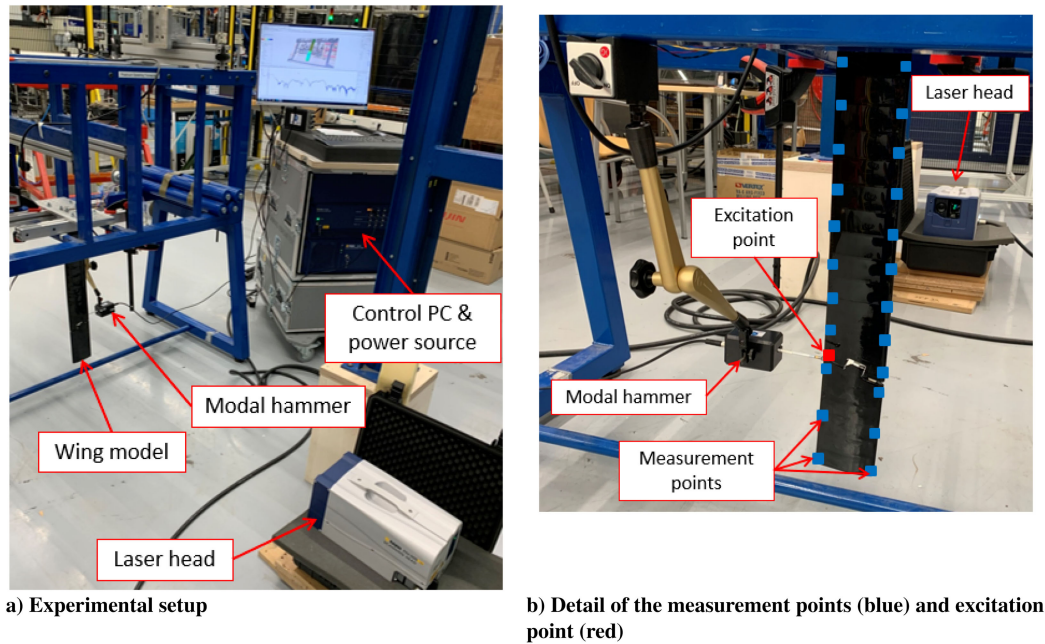 Control PC &
power source
Modal hammer
Wing model
Laser head
a) Experimental setup
Laser head
Excitation
point
Modal hammer
Measurement
points
b) Detail of the measurement points (blue) and excitation
point (red)